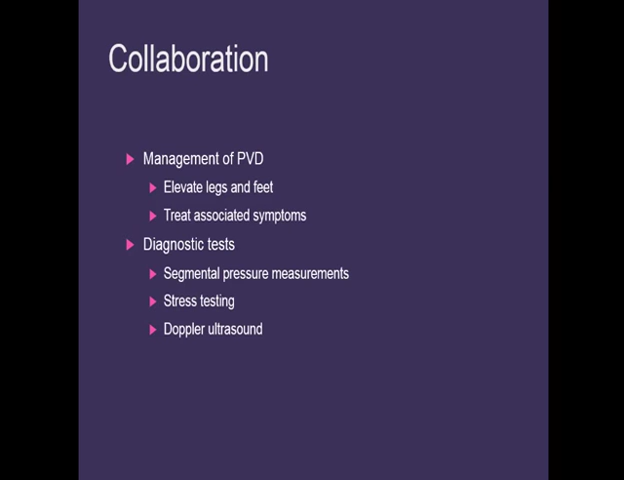 Collaboration
Management of PVD
Elevate legs and feet
Treat associated symptoms
Diagnostic tests
Segmental pressure measurements
Stress testing
Doppler ultrasound